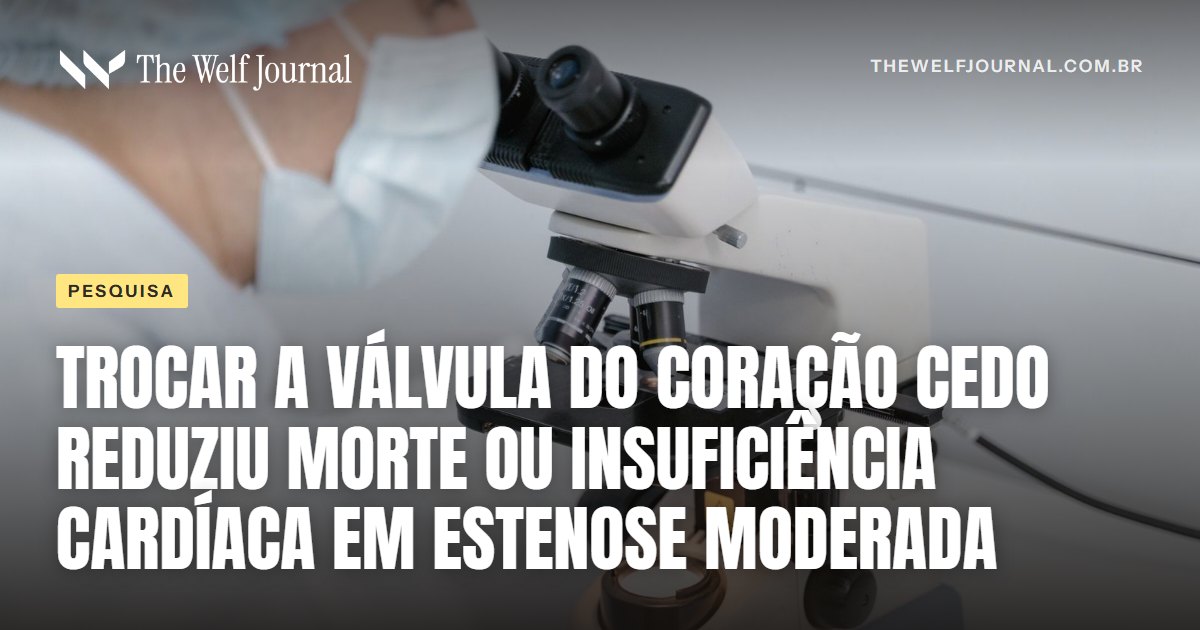 The Welf Journal
THEWELFJOURNAL.COM.BR
PESQUISA
TROCAR A VÁLVULA DO CORAÇÃO CEDO
REDUZIU MORTE OU INSUFICIÊNCIA
CARDÍACA EM ESTENOSE MODERADA